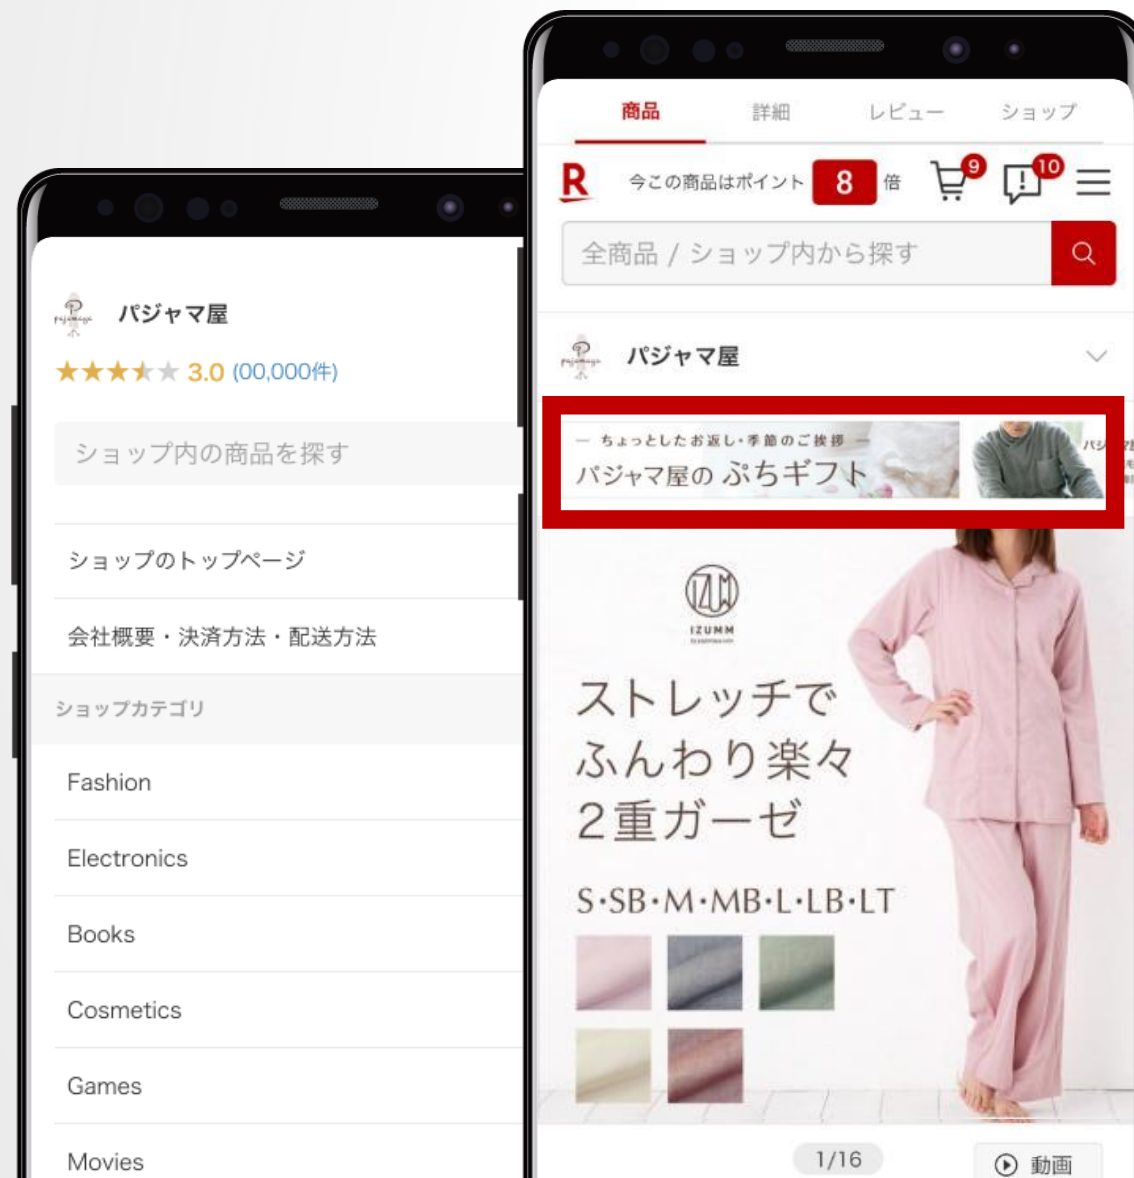 パジャマ屋
3.0 (00,000件)
ショップ内の商品を探す
ショップのトップページ
会社概要・決済方法・配送方法
ショップカテゴリ
Fashion
Electronics
Books
Cosmetics
Games
Movies
商品 詳細 レビュー ショップ
R 今この商品はポイント 8 倍 9 10
全商品 / ショップ内から探す
pajamaya パジャマ屋
ー ちょっとしたお返し・季節のご挨拶 ー
パジャマ屋の ぷちギフト
IZUMM
ストレッチで
ふんわり楽々
2重ガーゼ
S・SB・M・MB・L・LB・LT
1/16
動画